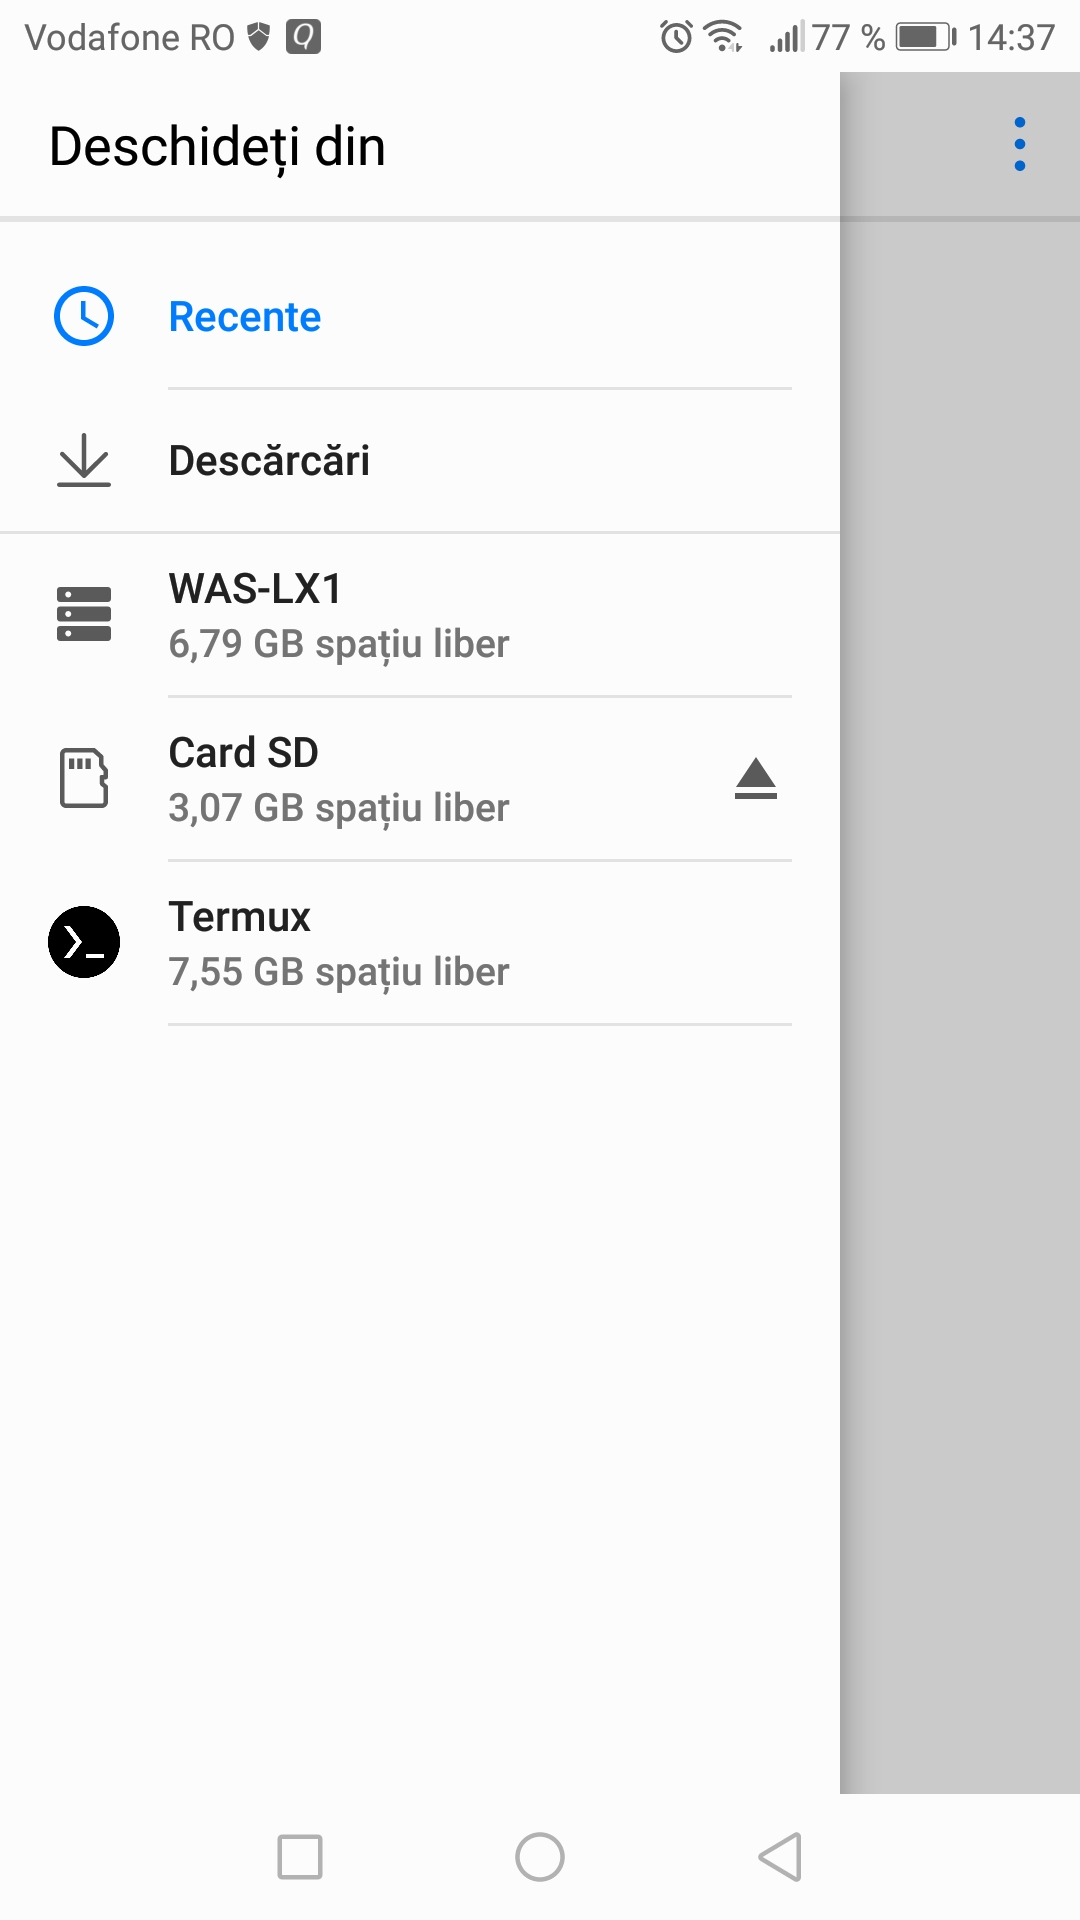 Vodafone RO 77 % 14:37
Deschideți din
Recente
Descărcări
WAS-LX1
6,79 GB spațiu liber
Card SD
3,07 GB spațiu liber
Termux
7,55 GB spațiu liber